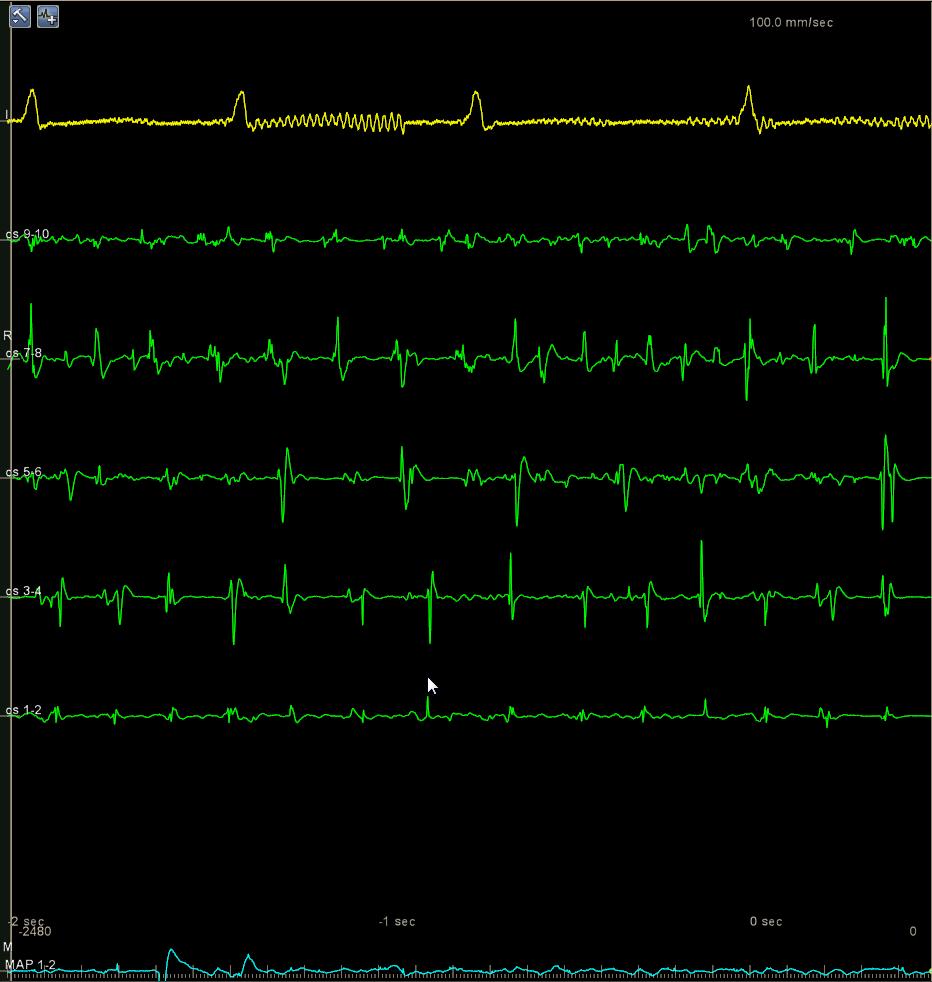 100.0 mm/sec
I
cs 9-10
R
cs 7-8
cs 5-6
cs 3-4
cs 1-2
-2 sec
-1 sec
0 sec
-2480
0
M
MAP 1-2